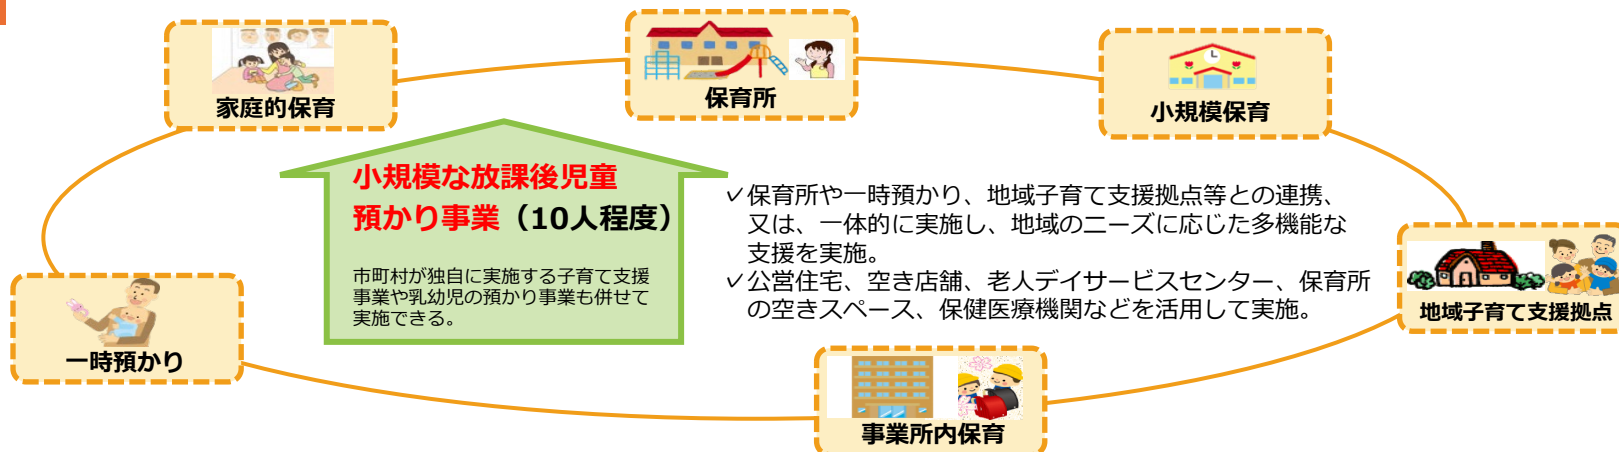 家庭的保育
保育所
小規模保育
小規模な放課後児童
預かり事業（10人程度）
市町村が独自に実施する子育て支援
事業や乳幼児の預かり事業も併せて
実施できる。
✓保育所や一時預かり、地域子育て支援拠点等との連携、
又は、一体的に実施し、地域のニーズに応じた多機能な
支援を実施。
✓公営住宅、空き店舗、老人デイサービスセンター、保育所
の空きスペース、保健医療機関などを活用して実施。
地域子育て支援拠点
一時預かり
事業所内保育